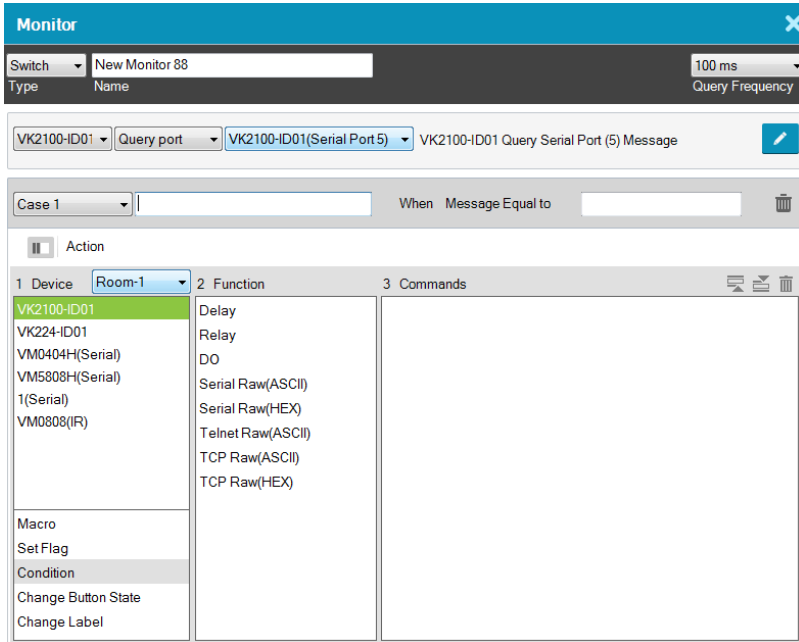 Monitor
Switch New Monitor 88 100 ms
Type Name Query Frequency
VK2100-ID01 Query port VK2100-ID01(Serial Port 5) VK2100-ID01 Query Serial Port (5) Message
Case 1 When Message Equal to
Action
1 Device Room-1 2 Function 3 Commands
VK2100-ID01
VK224-ID01
VM0404H(Serial)
VM5808H(Serial)
1(Serial)
VM0808(IR)
Macro
Set Flag
Condition
Change Button State
Change Label
Delay
Relay
DO
Serial Raw(ASCII)
Serial Raw(HEX)
Telnet Raw(ASCII)
TCP Raw(ASCII)
TCP Raw(HEX)